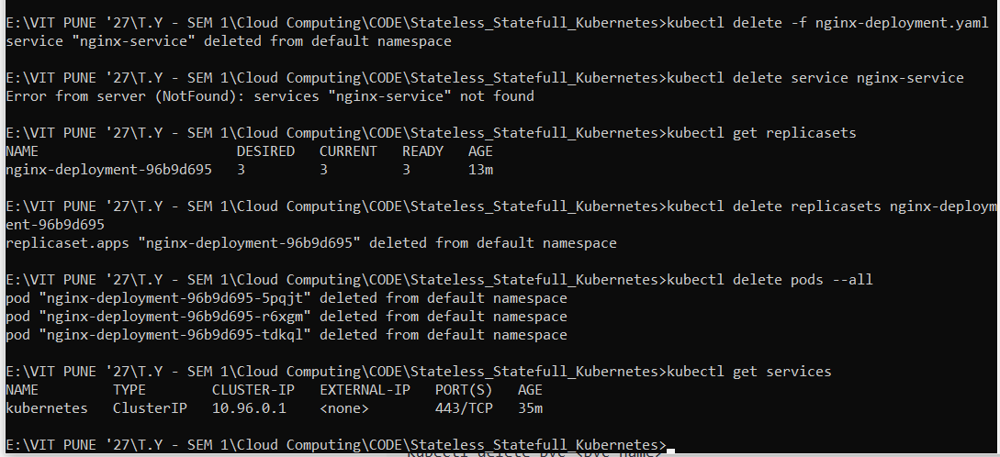 E:\VIT PUNE '27\T.Y - SEM 1\Cloud Computing\CODE\Stateless_Statefull_Kubernetes>kubectl delete -f nginx-deployment.yaml
service "nginx-service" deleted from default namespace
E:\VIT PUNE '27\T.Y - SEM 1\Cloud Computing\CODE\Stateless_Statefull_Kubernetes>kubectl delete service nginx-service
Error from server (NotFound): services "nginx-service" not found
E:\VIT PUNE '27\T.Y - SEM 1\Cloud Computing\CODE\Stateless_Statefull_Kubernetes>kubectl get replicasets
NAME DESIRED CURRENT READY AGE
nginx-deployment-96b9d695 3 3 3 13m
E:\VIT PUNE '27\T.Y - SEM 1\Cloud Computing\CODE\Stateless_Statefull_Kubernetes>kubectl delete replicasets nginx-deploym
ent-96b9d695
replicaset.apps "nginx-deployment-96b9d695" deleted from default namespace
E:\VIT PUNE '27\T.Y - SEM 1\Cloud Computing\CODE\Stateless_Statefull_Kubernetes>kubectl delete pods --all
pod "nginx-deployment-96b9d695-5pqjt" deleted from default namespace
pod "nginx-deployment-96b9d695-r6xgm" deleted from default namespace
pod "nginx-deployment-96b9d695-tdkql" deleted from default namespace
E:\VIT PUNE '27\T.Y - SEM 1\Cloud Computing\CODE\Stateless_Statefull_Kubernetes>kubectl get services
NAME TYPE CLUSTER-IP EXTERNAL-IP PORT(S) AGE
kubernetes ClusterIP 10.96.0.1 <none> 443/TCP 35m
E:\VIT PUNE '27\T.Y - SEM 1\Cloud Computing\CODE\Stateless_Statefull_Kubernetes>
kubectl delete pvc <pvc-name>